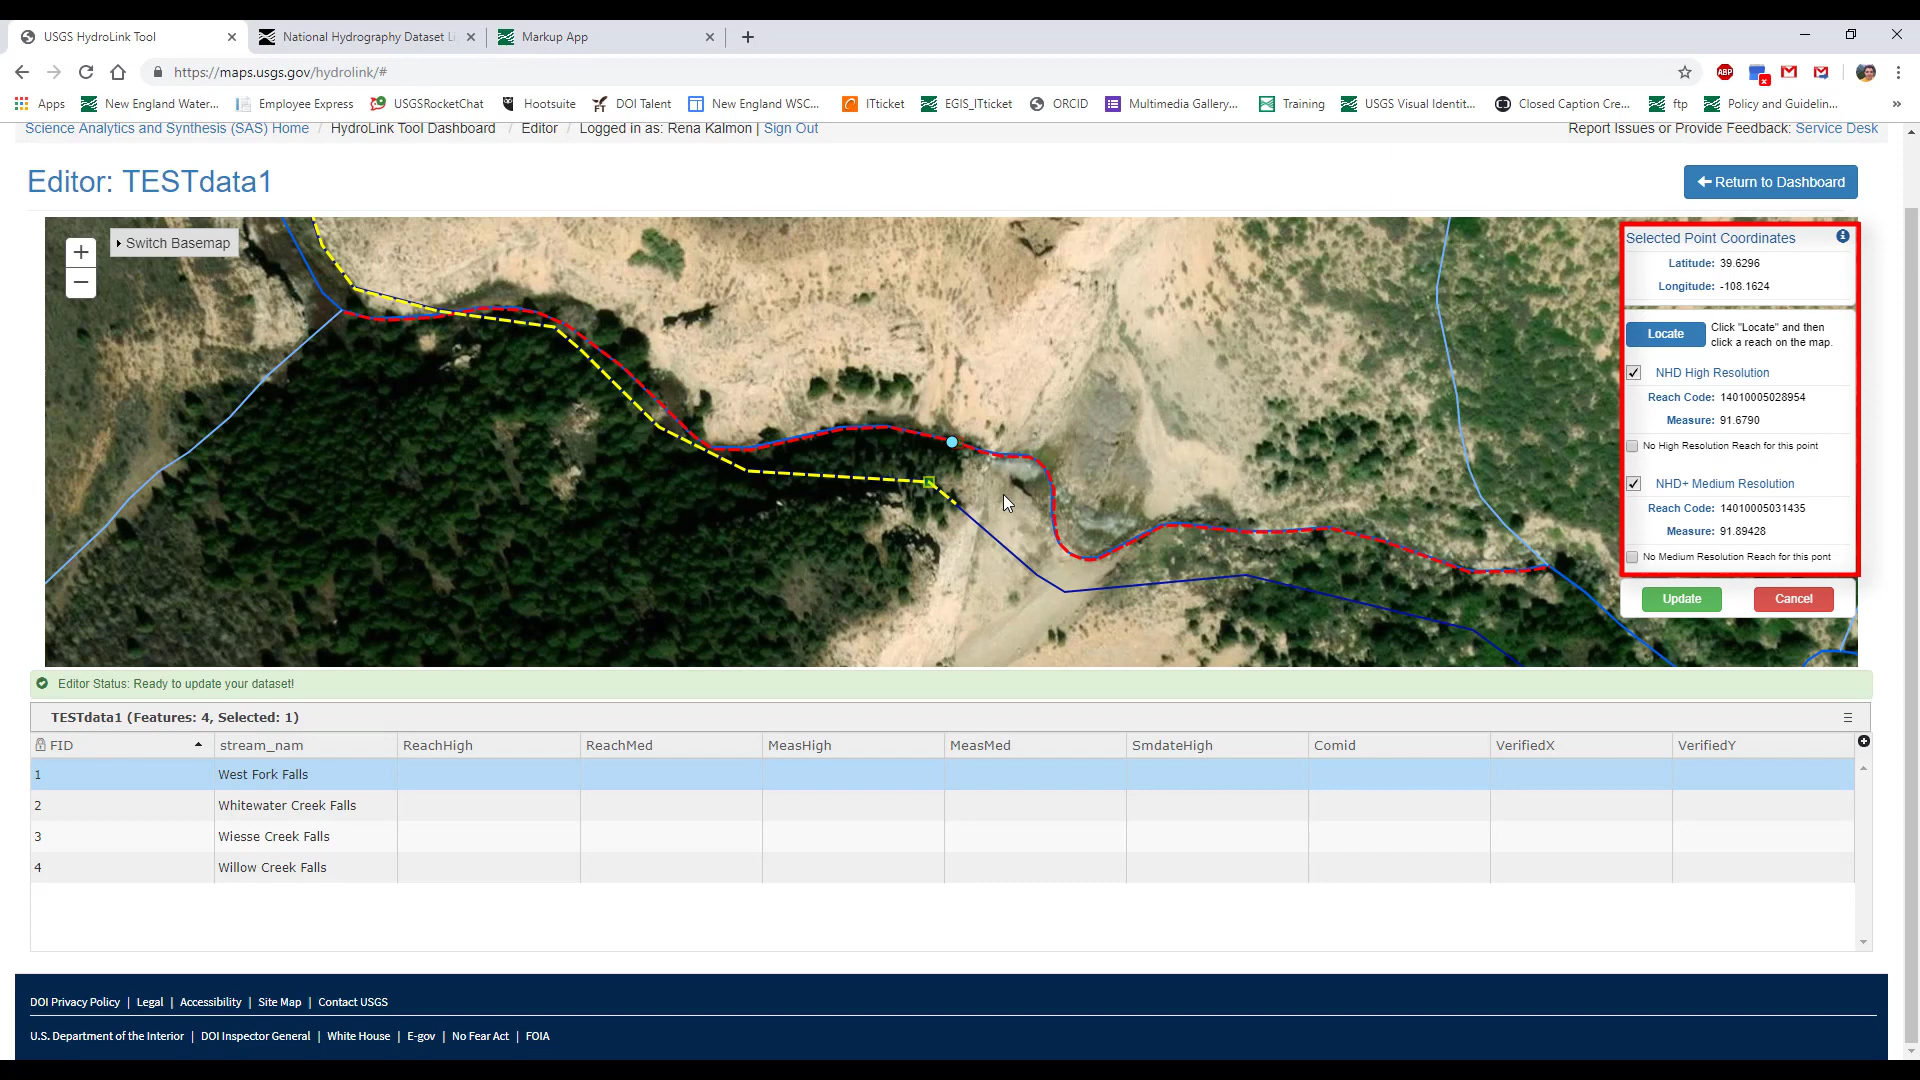 USGS HydroLink Tool
National Hydrography Dataset Li
Markup App
https://maps.usgs.gov/hydrolink/#
ABP
Apps
New England Water...
Employee Express
USGSRocketChat
Hootsuite
DOI Talent
New England WSC...
ITticket
EGIS_ITticket
ORCID
Multimedia Gallery...
Training
USGS Visual Identit...
Closed Caption Cre...
ftp
Policy and Guidelin...
»
Science Analytics and Synthesis (SAS) Home / HydroLink Tool Dashboard / Editor / Logged in as: Rena Kalmon | Sign Out
Report Issues or Provide Feedback: Service Desk
Editor: TESTdata1
Return to Dashboard
+
−
Switch Basemap
Selected Point Coordinates
Latitude: 39.6296
Longitude: -108.1624
Locate
Click "Locate" and then
click a reach on the map.
NHD High Resolution
Reach Code: 14010005028954
Measure: 91.6790
No High Resolution Reach for this point
NHD+ Medium Resolution
Reach Code: 14010005031435
Measure: 91.89428
No Medium Resolution Reach for this pont
Update
Cancel
Editor Status: Ready to update your dataset!
TESTdata1 (Features: 4, Selected: 1)
FID stream_nam ReachHigh ReachMed MeasHigh MeasMed SmdateHigh Comid VerifiedX VerifiedY
1 West Fork Falls
2 Whitewater Creek Falls
3 Wiesse Creek Falls
4 Willow Creek Falls
DOI Privacy Policy | Legal | Accessibility | Site Map | Contact USGS
U.S. Department of the Interior | DOI Inspector General | White House | E-gov | No Fear Act | FOIA